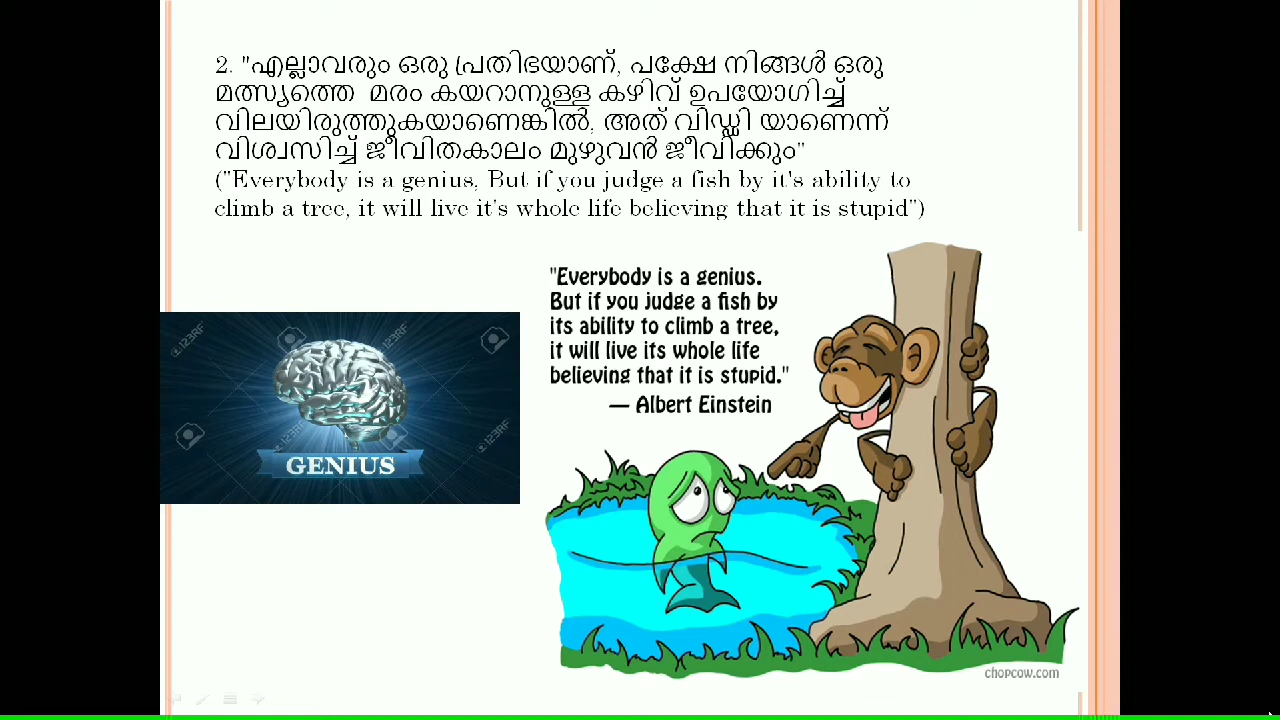 2. "എല്ലാവരും ഒരു പ്രതിഭയാണ്, പക്ഷേ നിങ്ങൾ ഒരു
മത്സ്യത്തെ മരം കയറാനുള്ള കഴിവ് ഉപയോഗിച്ച്
വിലയിരുത്തുകയാണെങ്കിൽ, അത് വിഡ്ഢി യാണെന്ന്
വിശ്വസിച്ച് ജീവിതകാലം മുഴുവൻ ജീവിക്കും"
("Everybody is a genius, But if you judge a fish by it's ability to
climb a tree, it will live it's whole life believing that it is stupid")
"Everybody is a genius.
But if you judge a fish by
its ability to climb a tree,
it will live its whole life
believing that it is stupid."
— Albert Einstein
123RF
123RF
123RF
123RF
GENIUS
chopcow.com